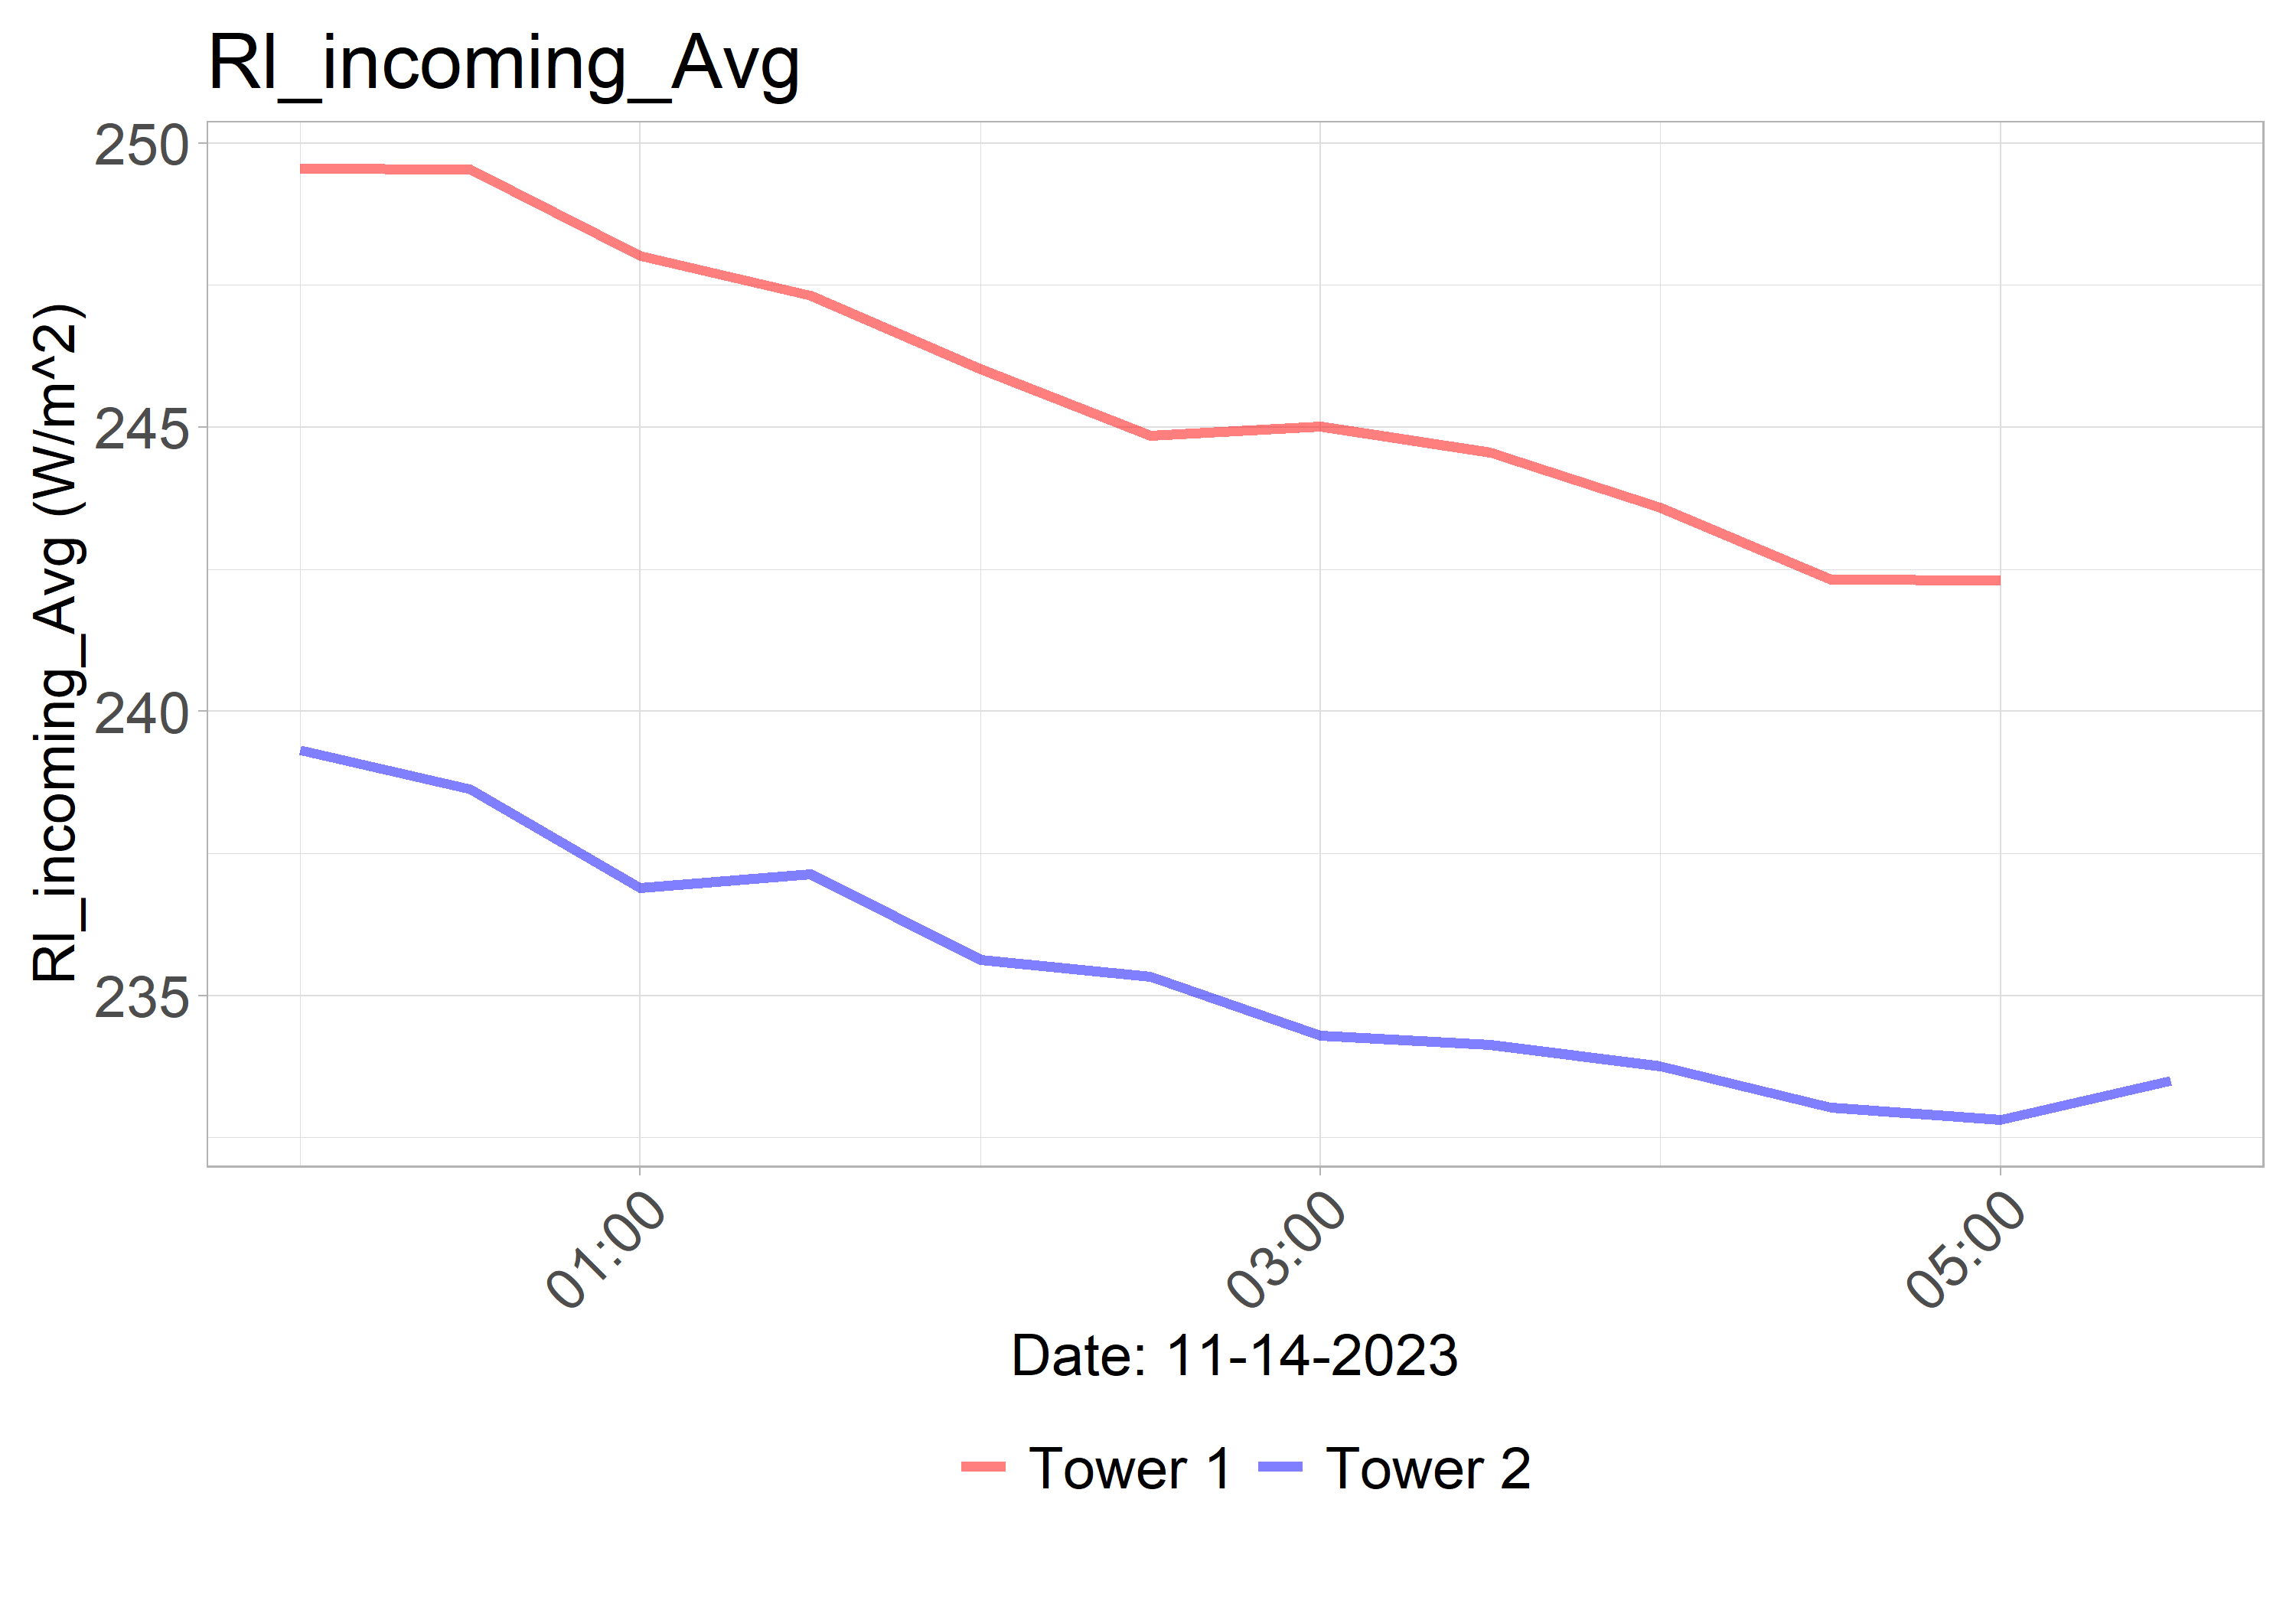 Rl_incoming_Avg
Rl_incoming_Avg (W/m^2)
250
245
240
235
01:00
03:00
05:00
Date: 11-14-2023
Tower 1
Tower 2